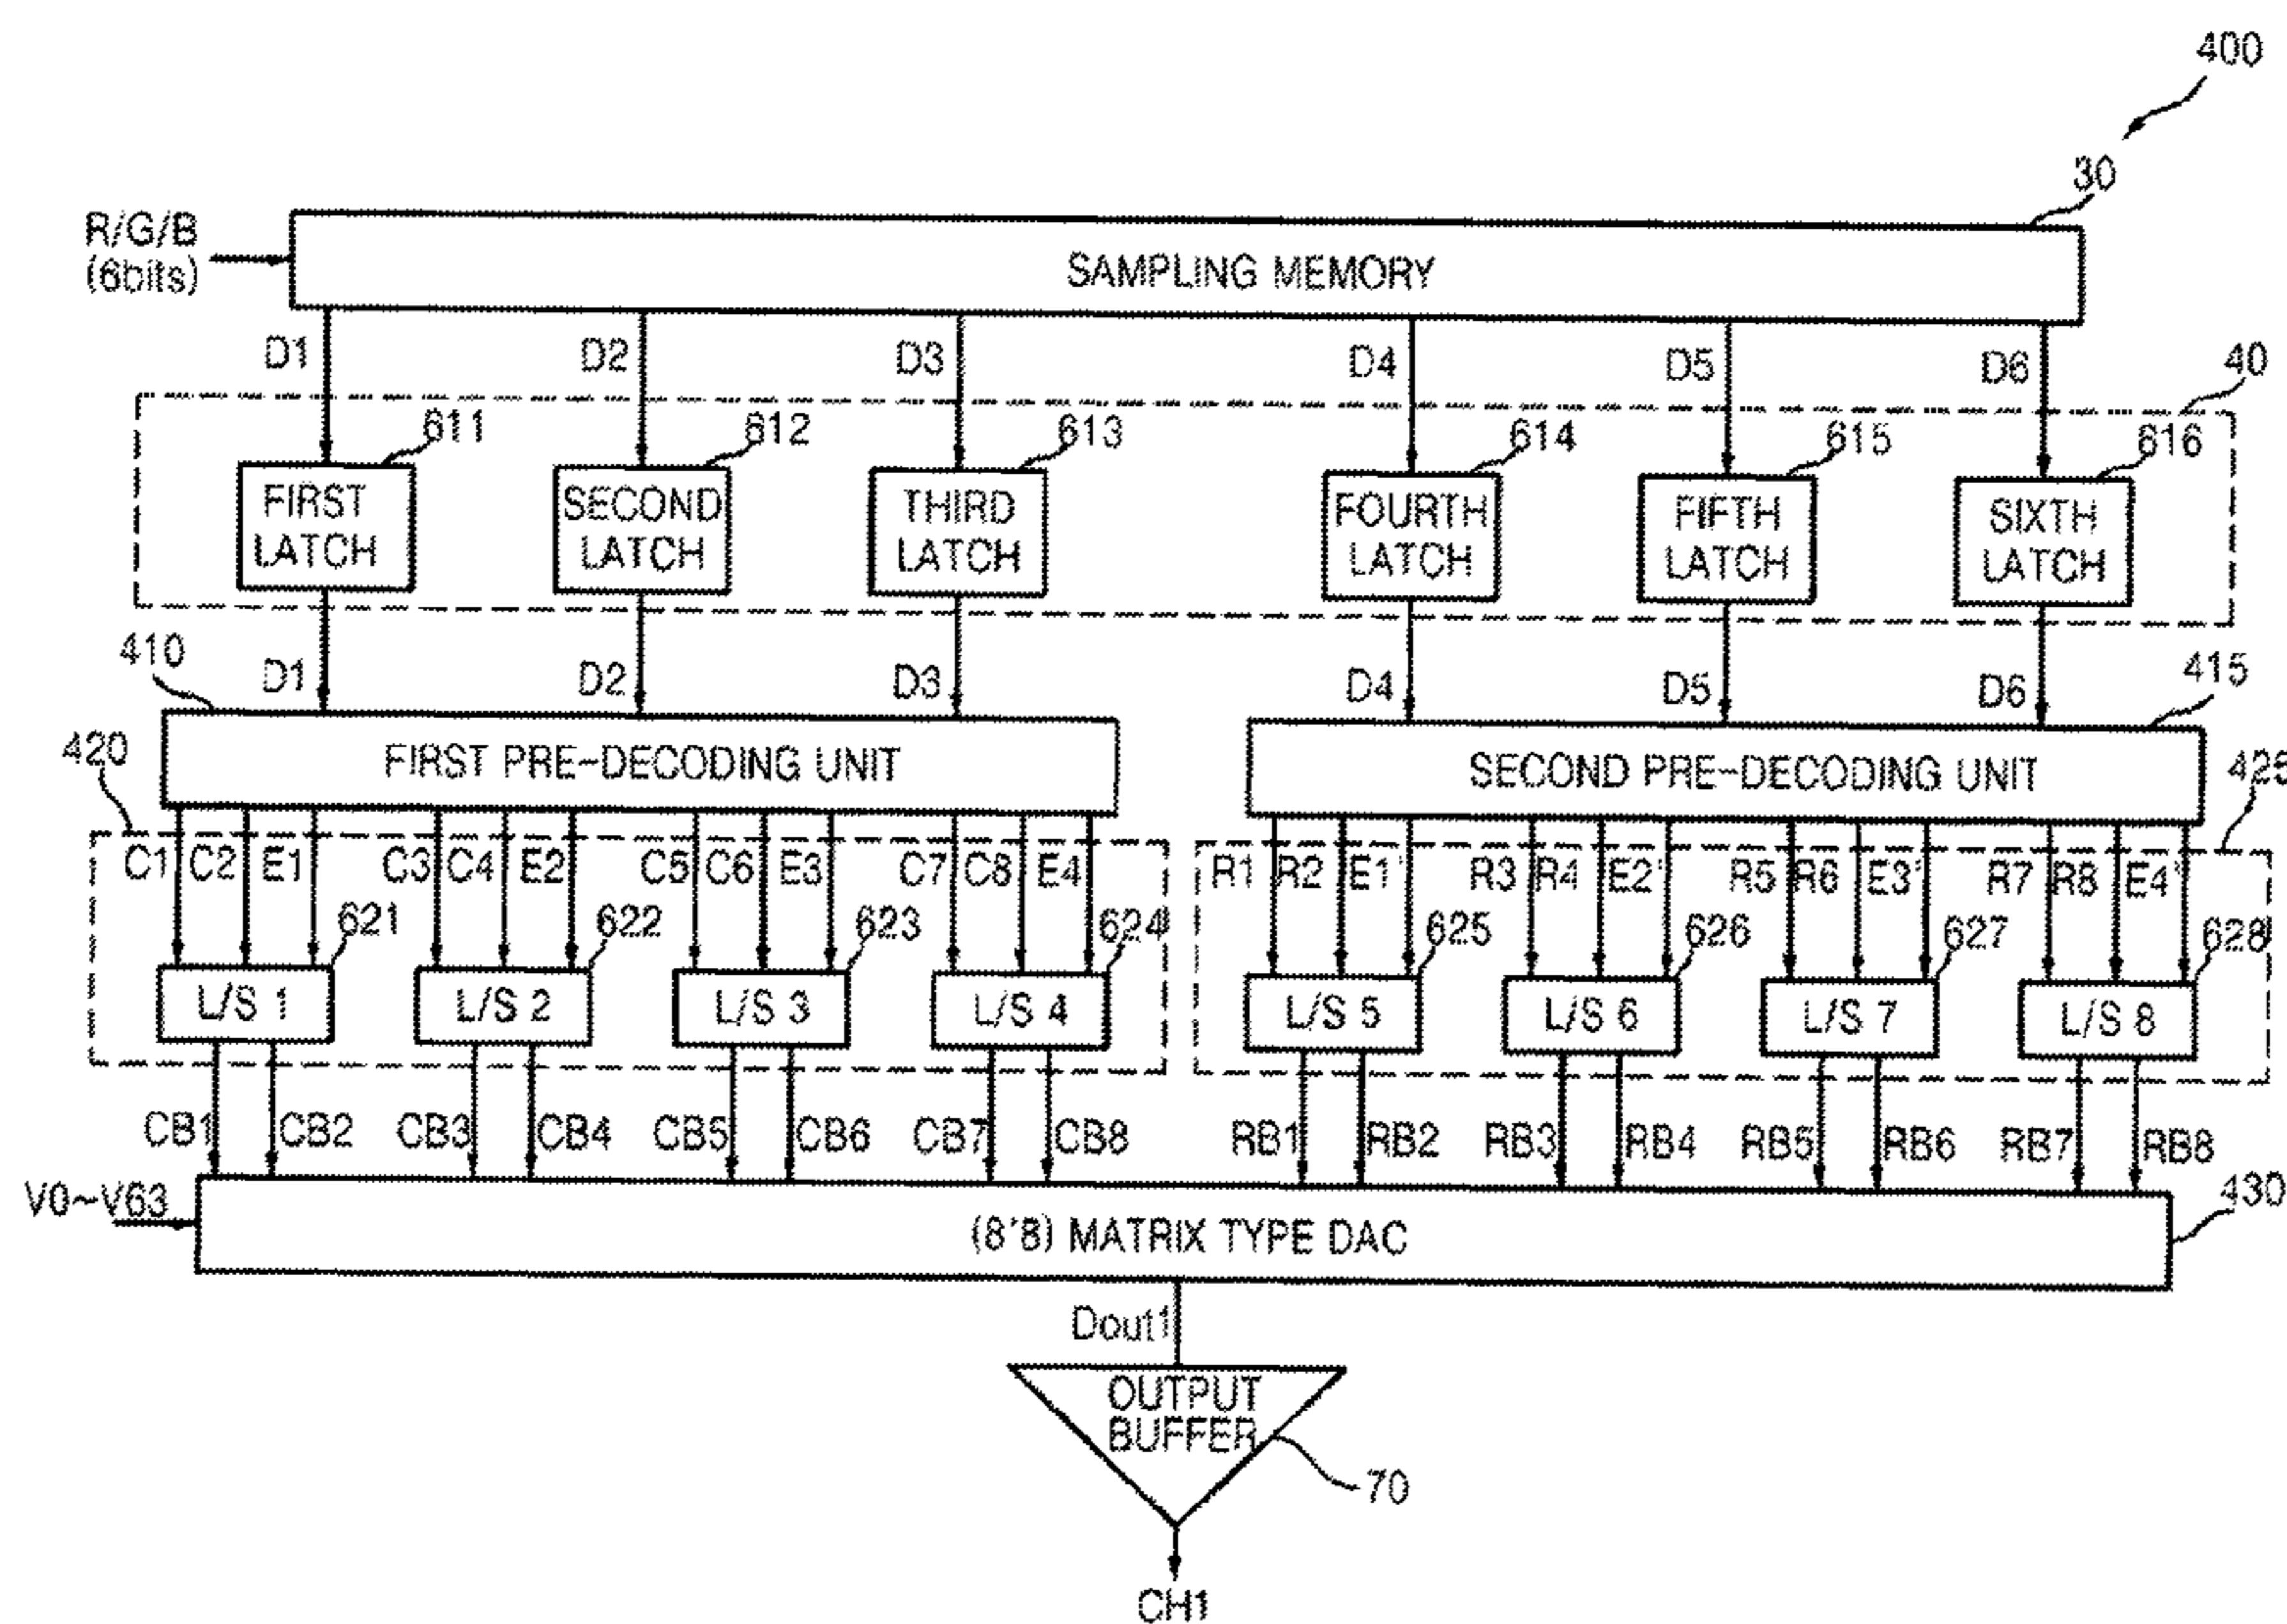 400
30
R/G/B
(6bits)
SAMPLING MEMORY
D1 D2 D3 D4 D5 D6
40
611 612 613 614 615 616
FIRST LATCH
SECOND LATCH
THIRD LATCH
FOURTH LATCH
FIFTH LATCH
SIXTH LATCH
410 D1 D2 D3 D4 D5 D6 415
FIRST PRE-DECODING UNIT
SECOND PRE-DECODING UNIT
420 425
C1 C2 E1 C3 C4 E2 C5 C6 E3 C7 C8 E4 R1 R2 E1' R3 R4 E2' R5 R6 E3' R7 R8 E4'
621 622 623 624 625 626 627 628
L/S 1 L/S 2 L/S 3 L/S 4 L/S 5 L/S 6 L/S 7 L/S 8
CB1 CB2 CB3 CB4 CB5 CB6 CB7 CB8 RB1 RB2 RB3 RB4 RB5 RB6 RB7 RB8
V0~V63
(8'8) MATRIX TYPE DAC
430
Dout1
OUTPUT
BUFFER
70
CH1